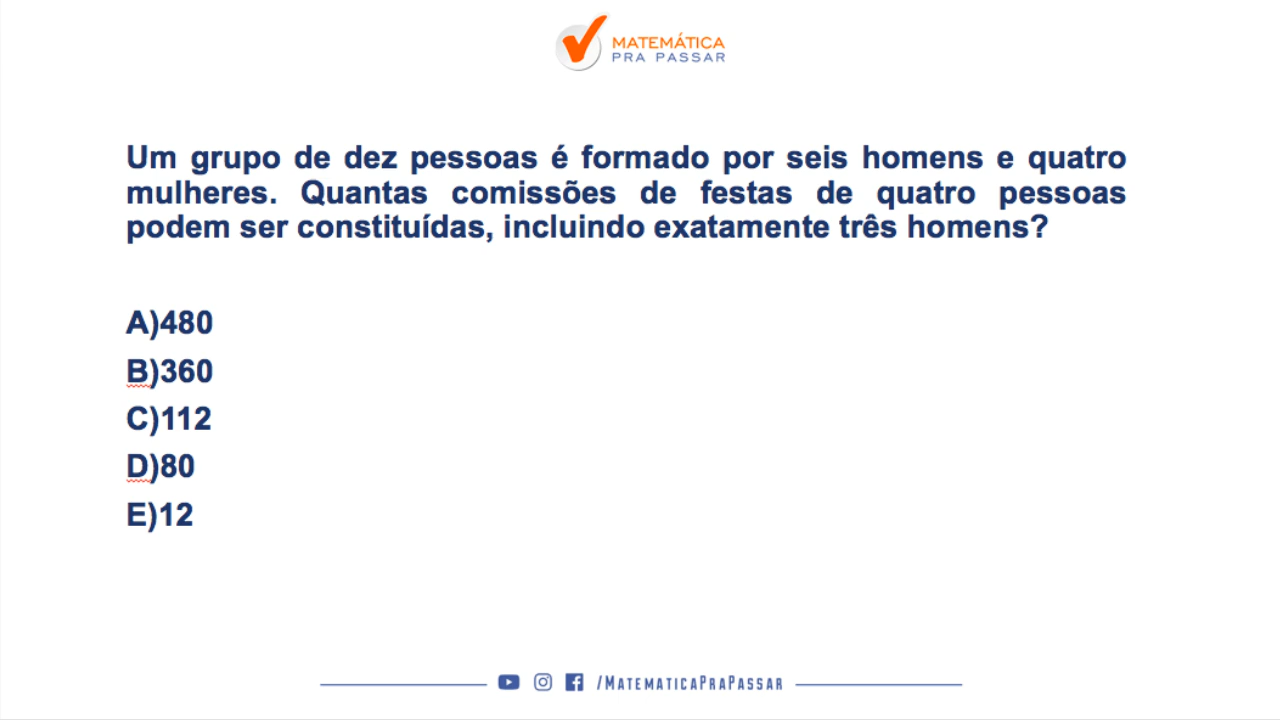 MATEMÁTICA
PRA PASSAR
Um grupo de dez pessoas é formado por seis homens e quatro
mulheres. Quantas comissões de festas de quatro pessoas
podem ser constituídas, incluindo exatamente três homens?
A)480
B)360
C)112
D)80
E)12
/MATEMATICAPRAPASSAR